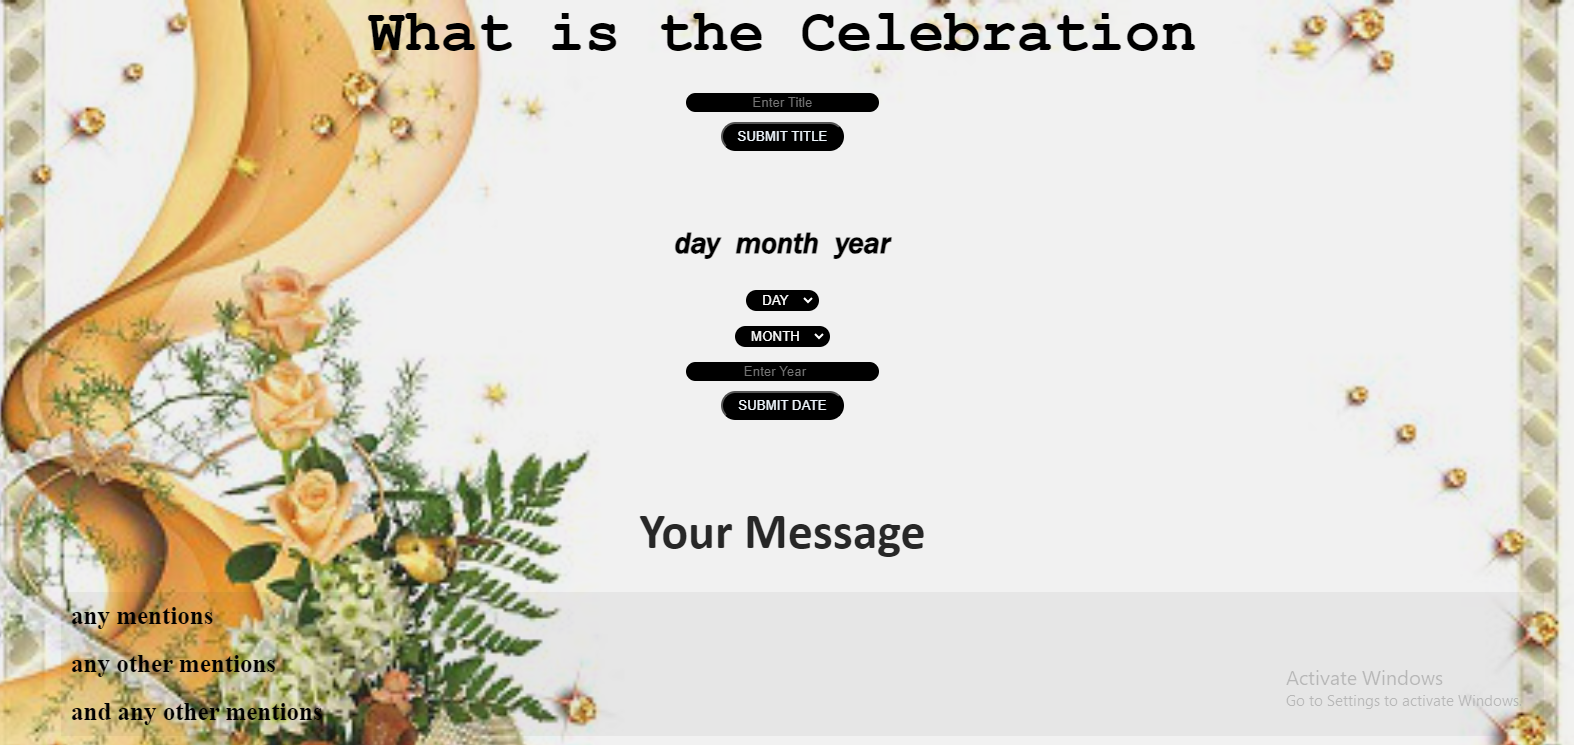 What is the Celebration
Enter Title
SUBMIT TITLE
day month year
DAY
MONTH
Enter Year
SUBMIT DATE
Your Message
any mentions
any other mentions
and any other mentions
Activate Windows
Go to Settings to activate Windows.